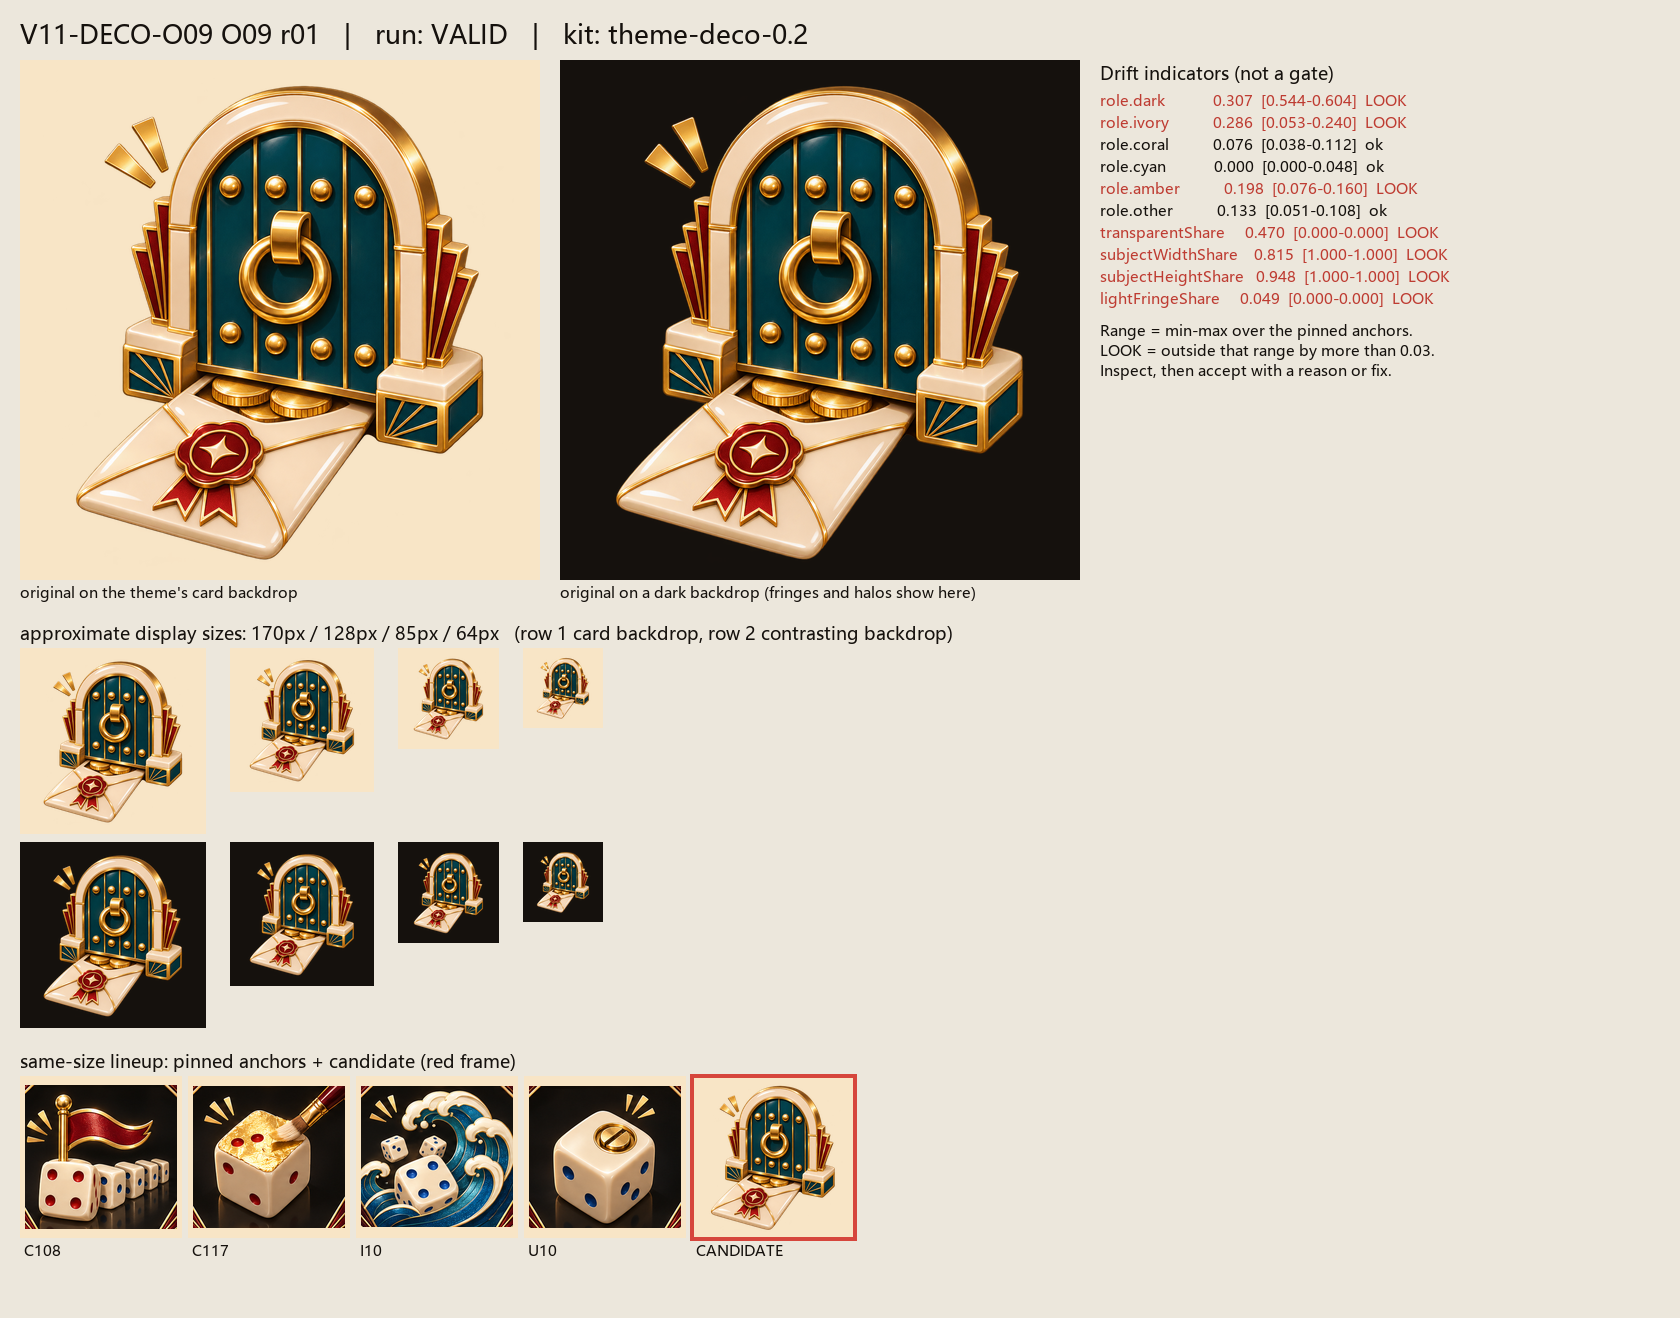 V11-DECO-O09 O09 r01 | run: VALID | kit: theme-deco-0.2
Drift indicators (not a gate)
role.dark 0.307 [0.544-0.604] LOOK
role.ivory 0.286 [0.053-0.240] LOOK
role.coral 0.076 [0.038-0.112] ok
role.cyan 0.000 [0.000-0.048] ok
role.amber 0.198 [0.076-0.160] LOOK
role.other 0.133 [0.051-0.108] ok
transparentShare 0.470 [0.000-0.000] LOOK
subjectWidthShare 0.815 [1.000-1.000] LOOK
subjectHeightShare 0.948 [1.000-1.000] LOOK
lightFringeShare 0.049 [0.000-0.000] LOOK
Range = min-max over the pinned anchors.
LOOK = outside that range by more than 0.03.
Inspect, then accept with a reason or fix.
original on the theme's card backdrop
original on a dark backdrop (fringes and halos show here)
approximate display sizes: 170px / 128px / 85px / 64px (row 1 card backdrop, row 2 contrasting backdrop)
same-size lineup: pinned anchors + candidate (red frame)
C108
C117
I10
U10
CANDIDATE